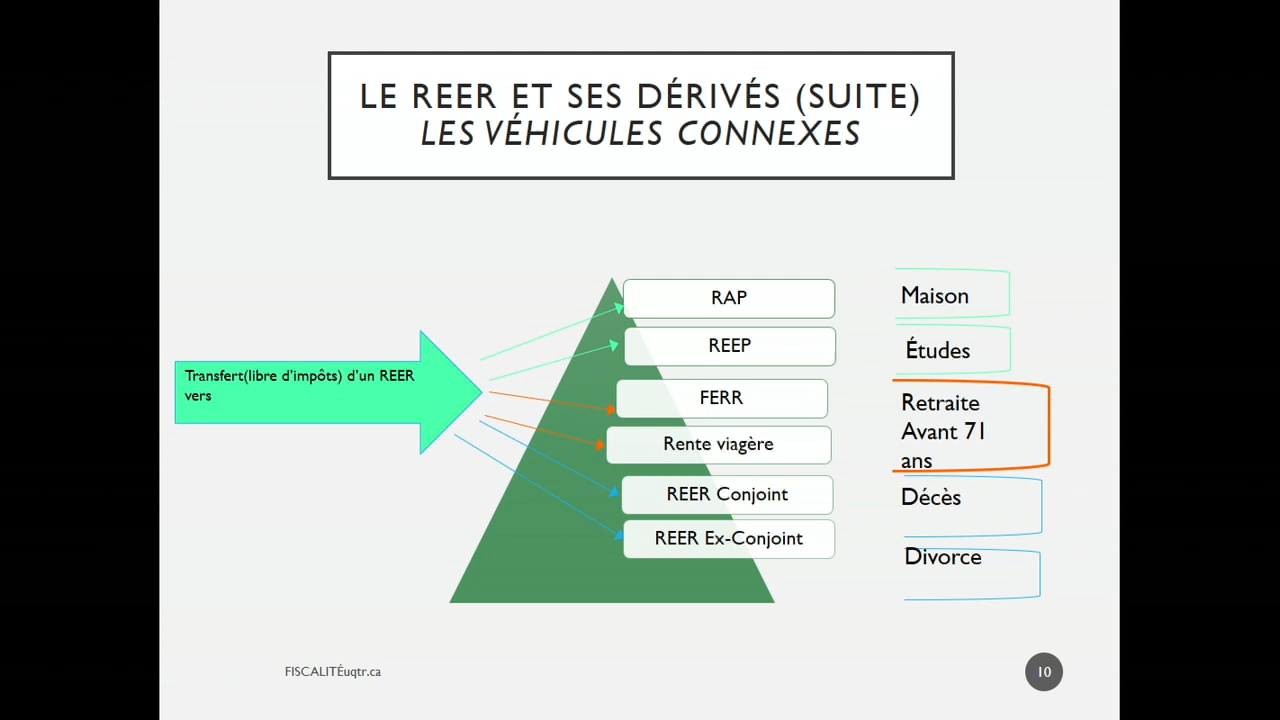 LE REER ET SES DÉRIVÉS (SUITE)
LES VÉHICULES CONNEXES
Transfert(libre d'impôts) d'un REER
vers
RAP
REEP
FERR
Rente viagère
REER Conjoint
REER Ex-Conjoint
Maison
Études
Retraite
Avant 71
ans
Décès
Divorce
FISCALITÉuqtr.ca
10